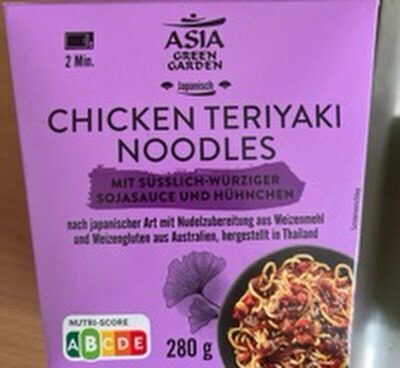 ASIA
GREEN
GARDEN
2 Min.
Japanisch
CHICKEN TERIYAKI
NOODLES
MIT SÜSSLICH-WÜRZIGER
SOJASAUCE UND HÜHNCHEN
nach japanischer Art mit Nudelzubereitung aus Weizenmehl
und Weizengluten aus Australien, hergestellt in Thailand
NUTRI-SCORE
A B C D E
280 g